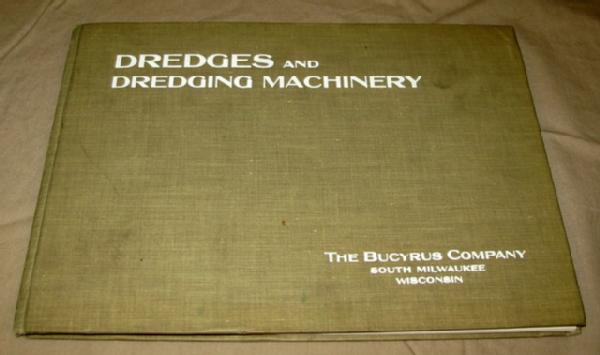 DREDGES AND
DREDGING MACHINERY
THE BUCYRUS COMPANY
SOUTH MILWAUKEE
WISCONSIN